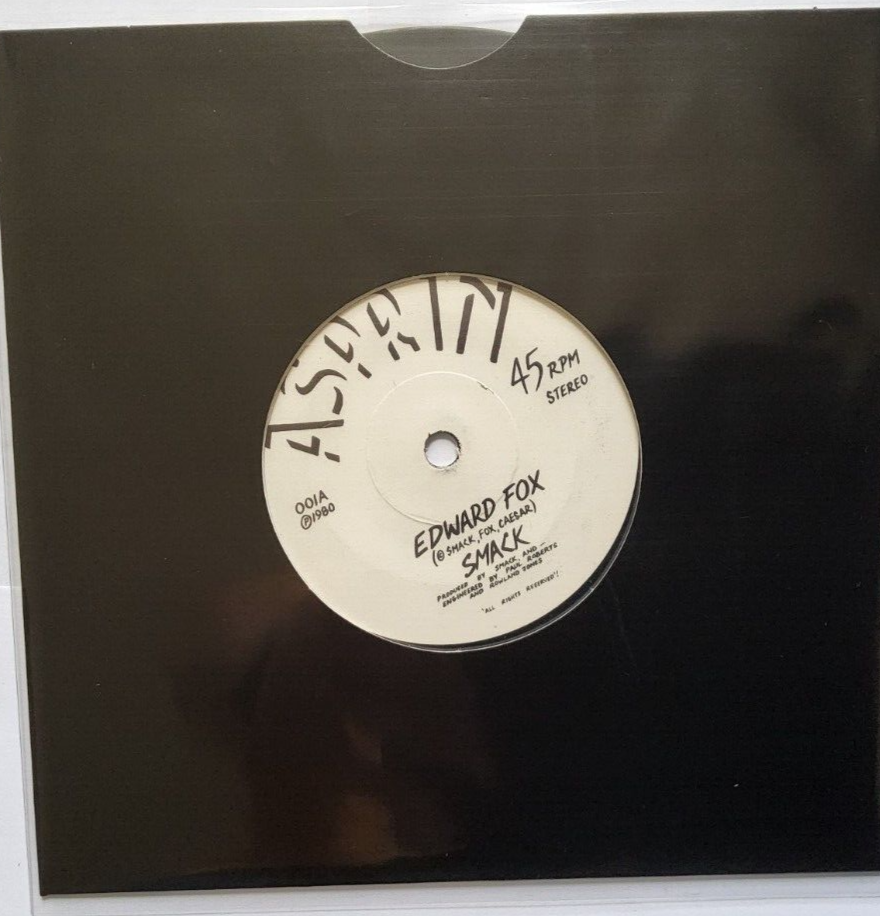 ASPRIN
45 RPM
STEREO
001A
℗1980
EDWARD FOX
(© SMACK, FOX, CAESAR)
SMACK
PRODUCED BY SMACK, AND
ENGINEERED BY PAUL ROBERTS
AND ROWLAND JONES
"ALL RIGHTS RESERVED"!